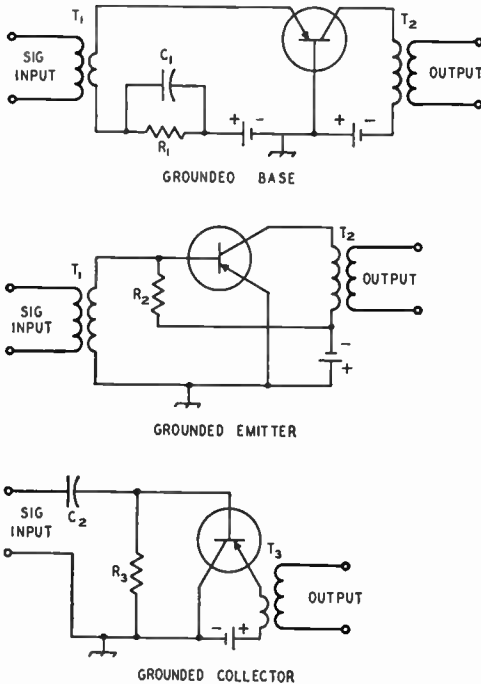 T1
T2
SIG
INPUT
C1
OUTPUT
R1
+ -
+ -
GROUNDEO BASE
T1
T2
R2
SIG
INPUT
OUTPUT
-
+
GROUNDED EMITTER
SIG
INPUT
C2
R3
T3
OUTPUT
- +
GROUNDED COLLECTOR